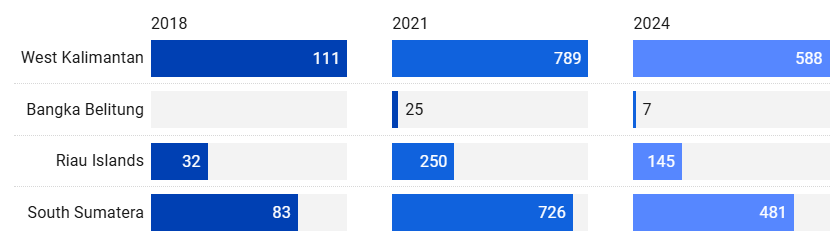 2018 2021 2024
West Kalimantan 111 789 588
Bangka Belitung 25 7
Riau Islands 32 250 145
South Sumatera 83 726 481